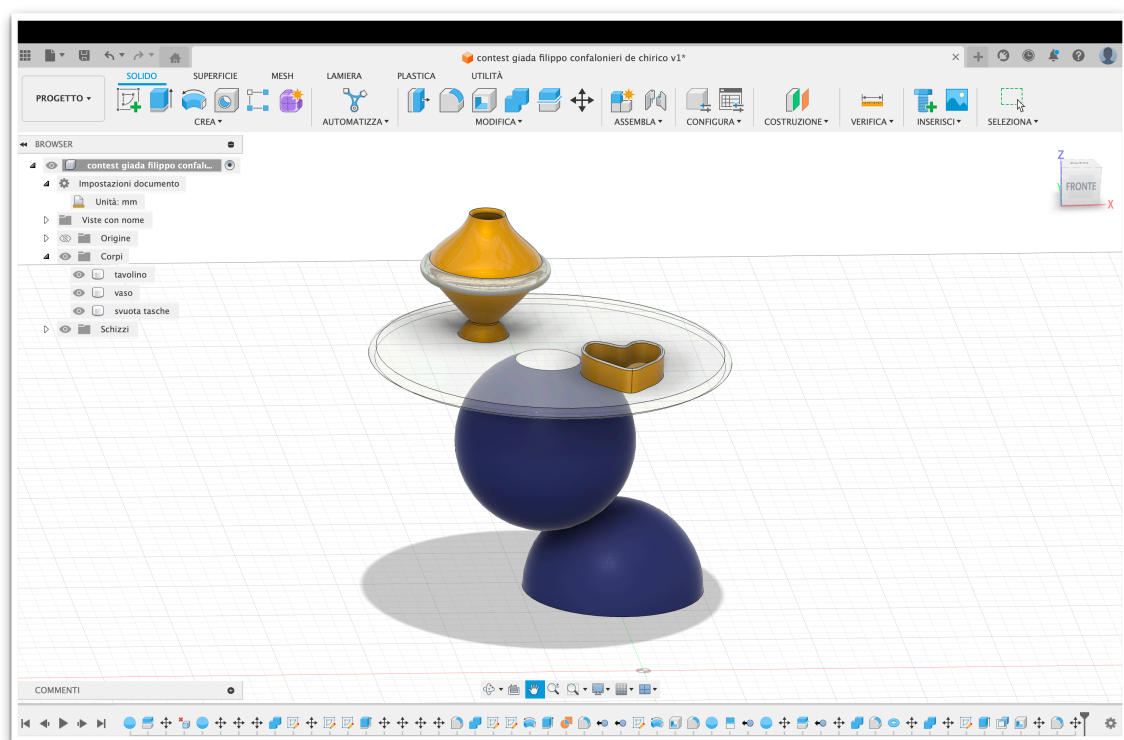 contest giada filippo confalonieri de chirico v1*
SOLIDO
SUPERFICIE
MESH
LAMIERA
PLASTICA
UTILITÀ
PROGETTO
CREA
AUTOMATIZZA
MODIFICA
ASSEMBLA
CONFIGURA
COSTRUZIONE
VERIFICA
INSERISCI
SELEZIONA
BROWSER
contest giada filippo confalc...
Impostazioni documento
Unità: mm
Viste con nome
Origine
Corpi
tavolino
vaso
svuota tasche
Schizzi
Z
FRONTE
X
COMMENTI